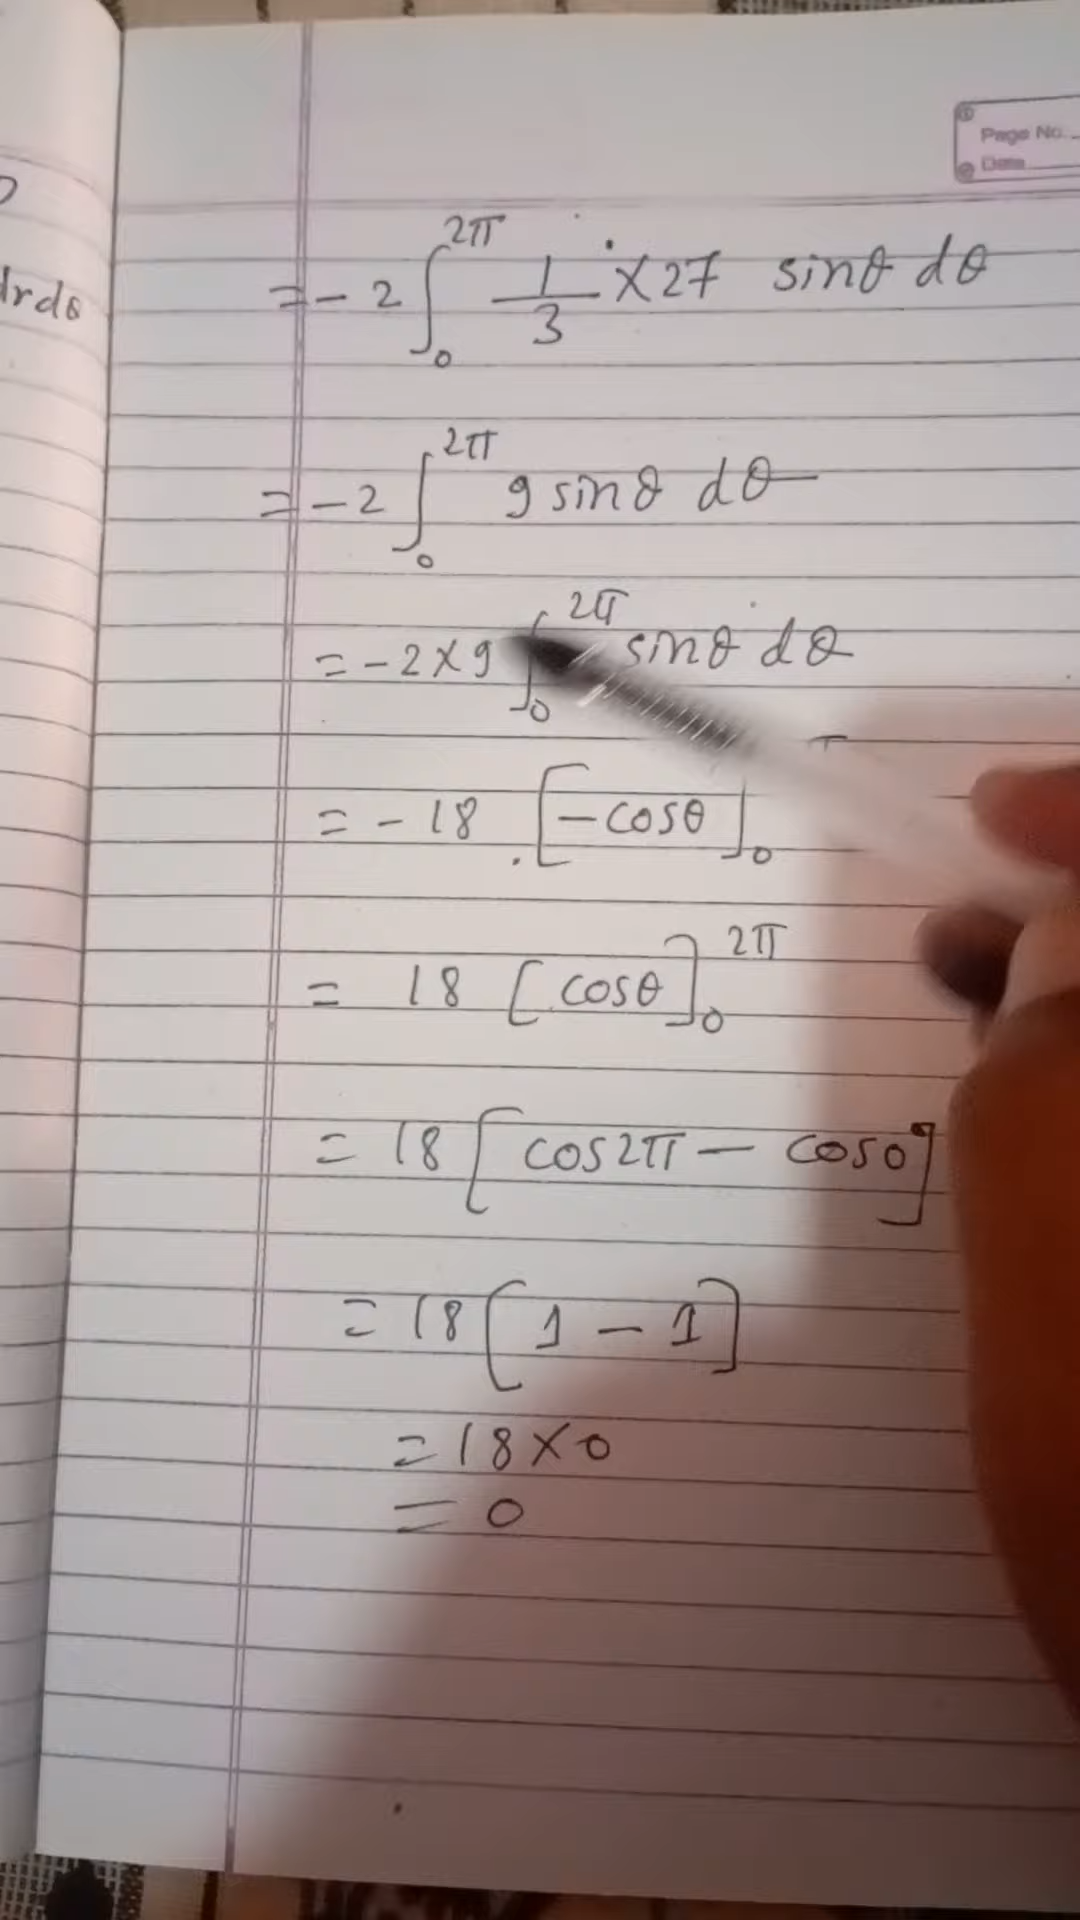 Page No.
Date
drdθ
= - 2 ∫₀^2π 1/3 × 27 sinθ dθ
= - 2 ∫₀^2π 9 sinθ dθ
= - 2 × 9 ∫₀^2π sinθ dθ
= - 18 . [- cosθ]₀
= 18 [cosθ]₀^2π
= 18 [cos2π - cos0°]
= 18 [1 - 1]
= 18 × 0
= 0